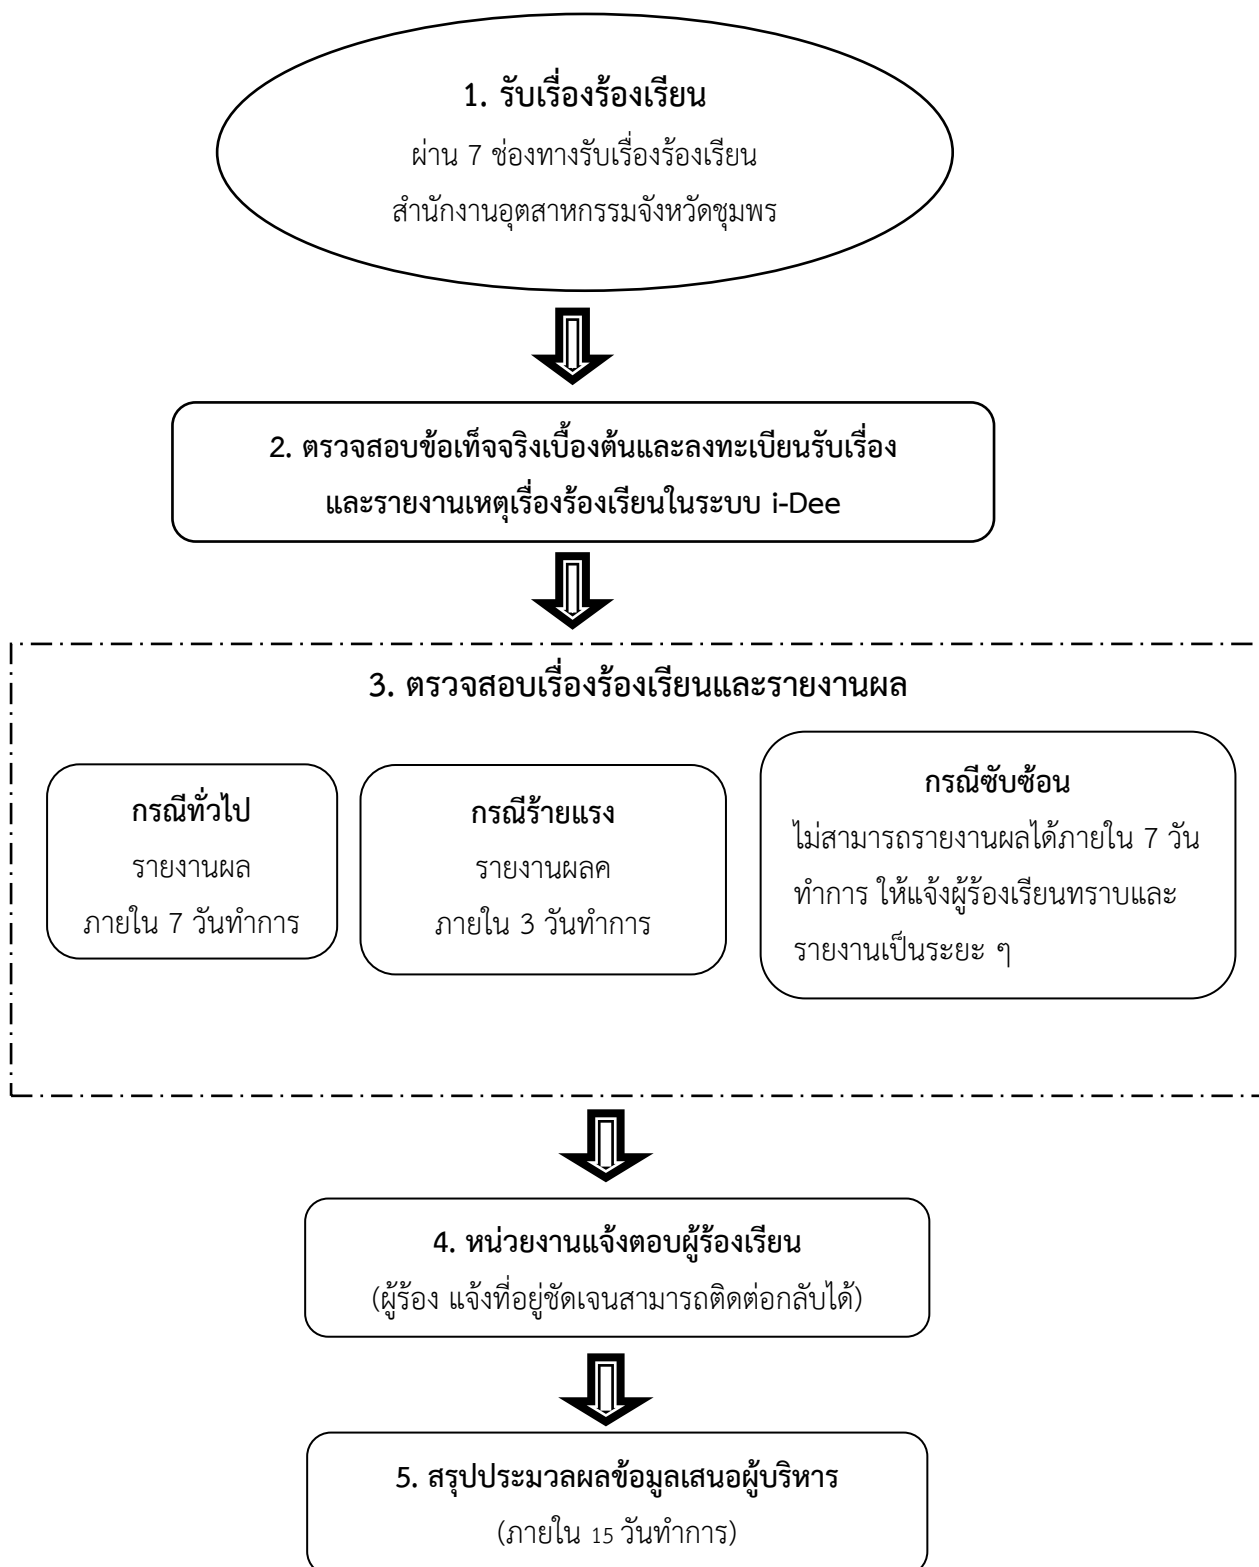 1. รับเรื่องร้องเรียน
ผ่าน 7 ช่องทางรับเรื่องร้องเรียน
สำนักงานอุตสาหกรรมจังหวัดชุมพร
2. ตรวจสอบข้อเท็จจริงเบื้องต้นและลงทะเบียนรับเรื่อง
และรายงานเหตุเรื่องร้องเรียนในระบบ i-Dee
3. ตรวจสอบเรื่องร้องเรียนและรายงานผล
กรณีทั่วไป
รายงานผล
ภายใน 7 วันทำการ
กรณีร้ายแรง
รายงานผลค
ภายใน 3 วันทำการ
กรณีซับซ้อน
ไม่สามารถรายงานผลได้ภายใน 7 วัน
ทำการ ให้แจ้งผู้ร้องเรียนทราบและ
รายงานเป็นระยะ ๆ
4. หน่วยงานแจ้งตอบผู้ร้องเรียน
(ผู้ร้อง แจ้งที่อยู่ชัดเจนสามารถติดต่อกลับได้)
5. สรุปประมวลผลข้อมูลเสนอผู้บริหาร
(ภายใน 15 วันทำการ)